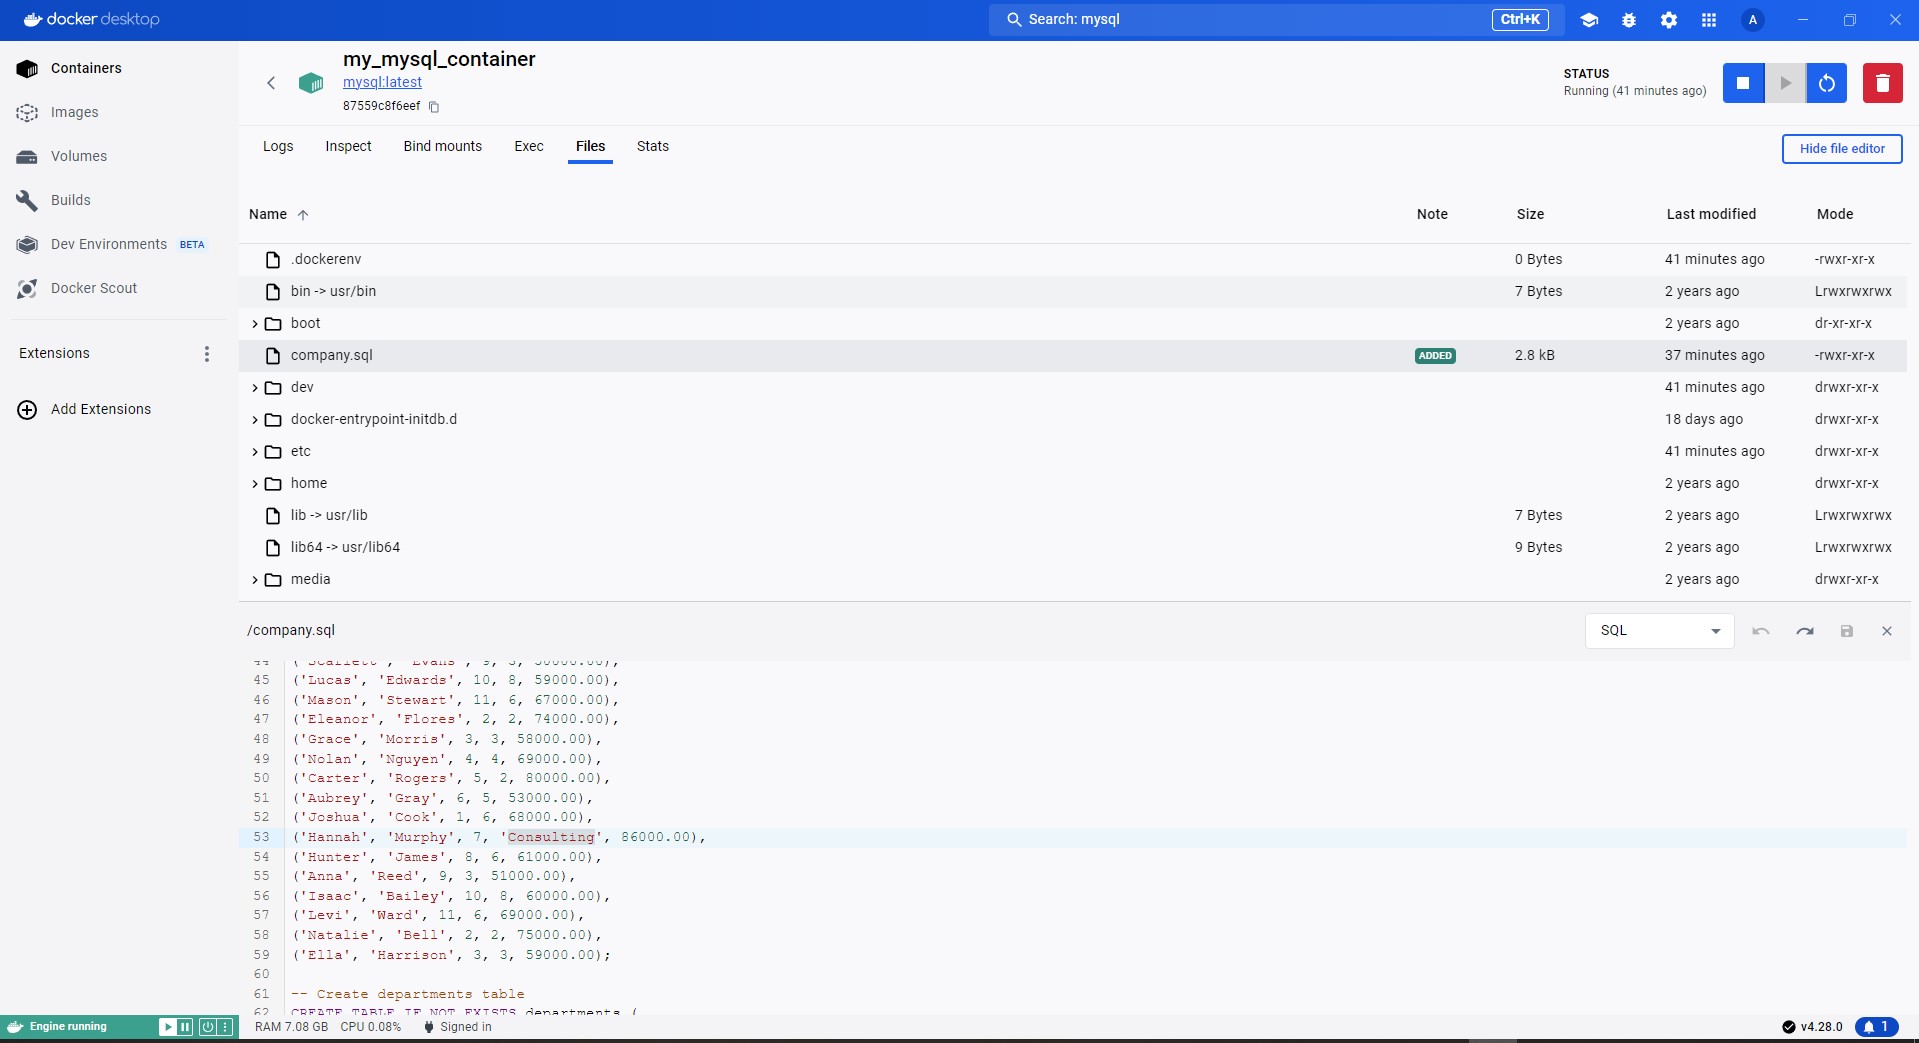 docker desktop
Search: mysql
Ctrl+K
A
Containers
Images
Volumes
Builds
Dev Environments BETA
Docker Scout
Extensions
Add Extensions
my_mysql_container
mysql:latest
87559c8f6eef
STATUS
Running (41 minutes ago)
Logs Inspect Bind mounts Exec Files Stats
Hide file editor
Name Note Size Last modified Mode
.dockerenv 0 Bytes 41 minutes ago -rwxr-xr-x
bin -> usr/bin 7 Bytes 2 years ago Lrwxrwxrwx
boot 2 years ago dr-xr-xr-x
company.sql ADDED 2.8 kB 37 minutes ago -rwxr-xr-x
dev 41 minutes ago drwxr-xr-x
docker-entrypoint-initdb.d 18 days ago drwxr-xr-x
etc 41 minutes ago drwxr-xr-x
home 2 years ago drwxr-xr-x
lib -> usr/lib 7 Bytes 2 years ago Lrwxrwxrwx
lib64 -> usr/lib64 9 Bytes 2 years ago Lrwxrwxrwx
media 2 years ago drwxr-xr-x
/company.sql
SQL
44 ('Scarlett', 'Evans', 9, 3, 50000.00),
45 ('Lucas', 'Edwards', 10, 8, 59000.00),
46 ('Mason', 'Stewart', 11, 6, 67000.00),
47 ('Eleanor', 'Flores', 2, 2, 74000.00),
48 ('Grace', 'Morris', 3, 3, 58000.00),
49 ('Nolan', 'Nguyen', 4, 4, 69000.00),
50 ('Carter', 'Rogers', 5, 2, 80000.00),
51 ('Aubrey', 'Gray', 6, 5, 53000.00),
52 ('Joshua', 'Cook', 1, 6, 68000.00),
53 ('Hannah', 'Murphy', 7, 'Consulting', 86000.00),
54 ('Hunter', 'James', 8, 6, 61000.00),
55 ('Anna', 'Reed', 9, 3, 51000.00),
56 ('Isaac', 'Bailey', 10, 8, 60000.00),
57 ('Levi', 'Ward', 11, 6, 69000.00),
58 ('Natalie', 'Bell', 2, 2, 75000.00),
59 ('Ella', 'Harrison', 3, 3, 59000.00);
60
61 -- Create departments table
62 CREATE TABLE IF NOT EXISTS departments (
Engine running
RAM 7.08 GB CPU 0.08% Signed in
v4.28.0
1